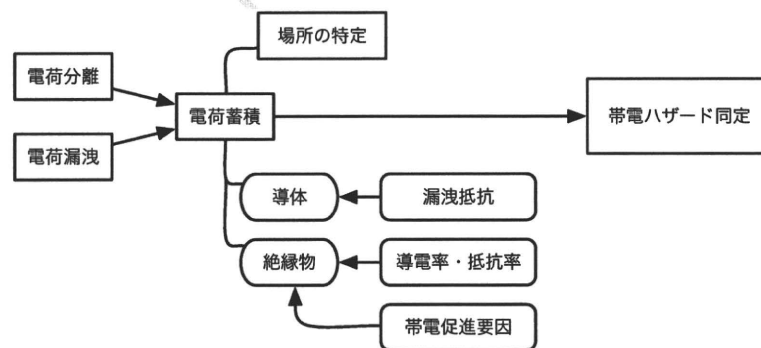 場所の特定
電荷分離
電荷蓄積
帯電ハザード同定
電荷漏洩
導体
漏洩抵抗
絶縁物
導電率・抵抗率
帯電促進要因